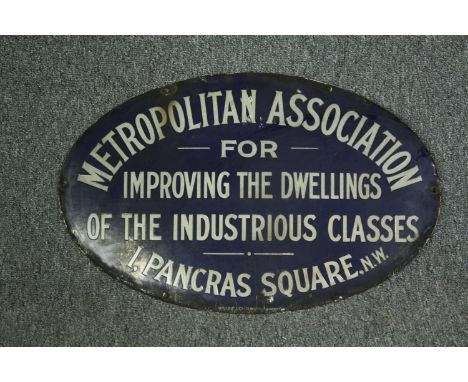 METROPOLITAN ASSOCIATION
FOR
IMPROVING THE DWELLINGS
OF THE INDUSTRIOUS CLASSES
1, PANCRAS SQUARE. N.W.